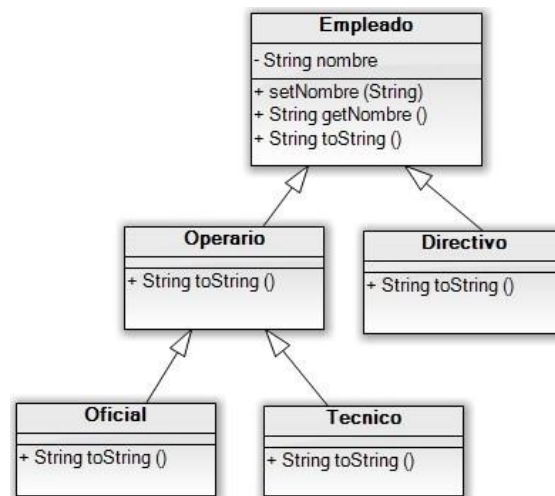 Empleado
- String nombre
+ setNombre (String)
+ String getNombre ()
+ String toString ()
Operario
+ String toString ()
Directivo
+ String toString ()
Oficial
+ String toString ()
Tecnico
+ String toString ()